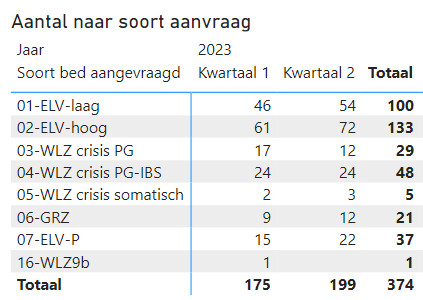 Aantal naar soort aanvraag
Jaar 2023
Soort bed aangevraagd Kwartaal 1 Kwartaal 2 Totaal
01-ELV-laag 46 54 100
02-ELV-hoog 61 72 133
03-WLZ crisis PG 17 12 29
04-WLZ crisis PG-IBS 24 24 48
05-WLZ crisis somatisch 2 3 5
06-GRZ 9 12 21
07-ELV-P 15 22 37
16-WLZ9b 1 1
Totaal 175 199 374